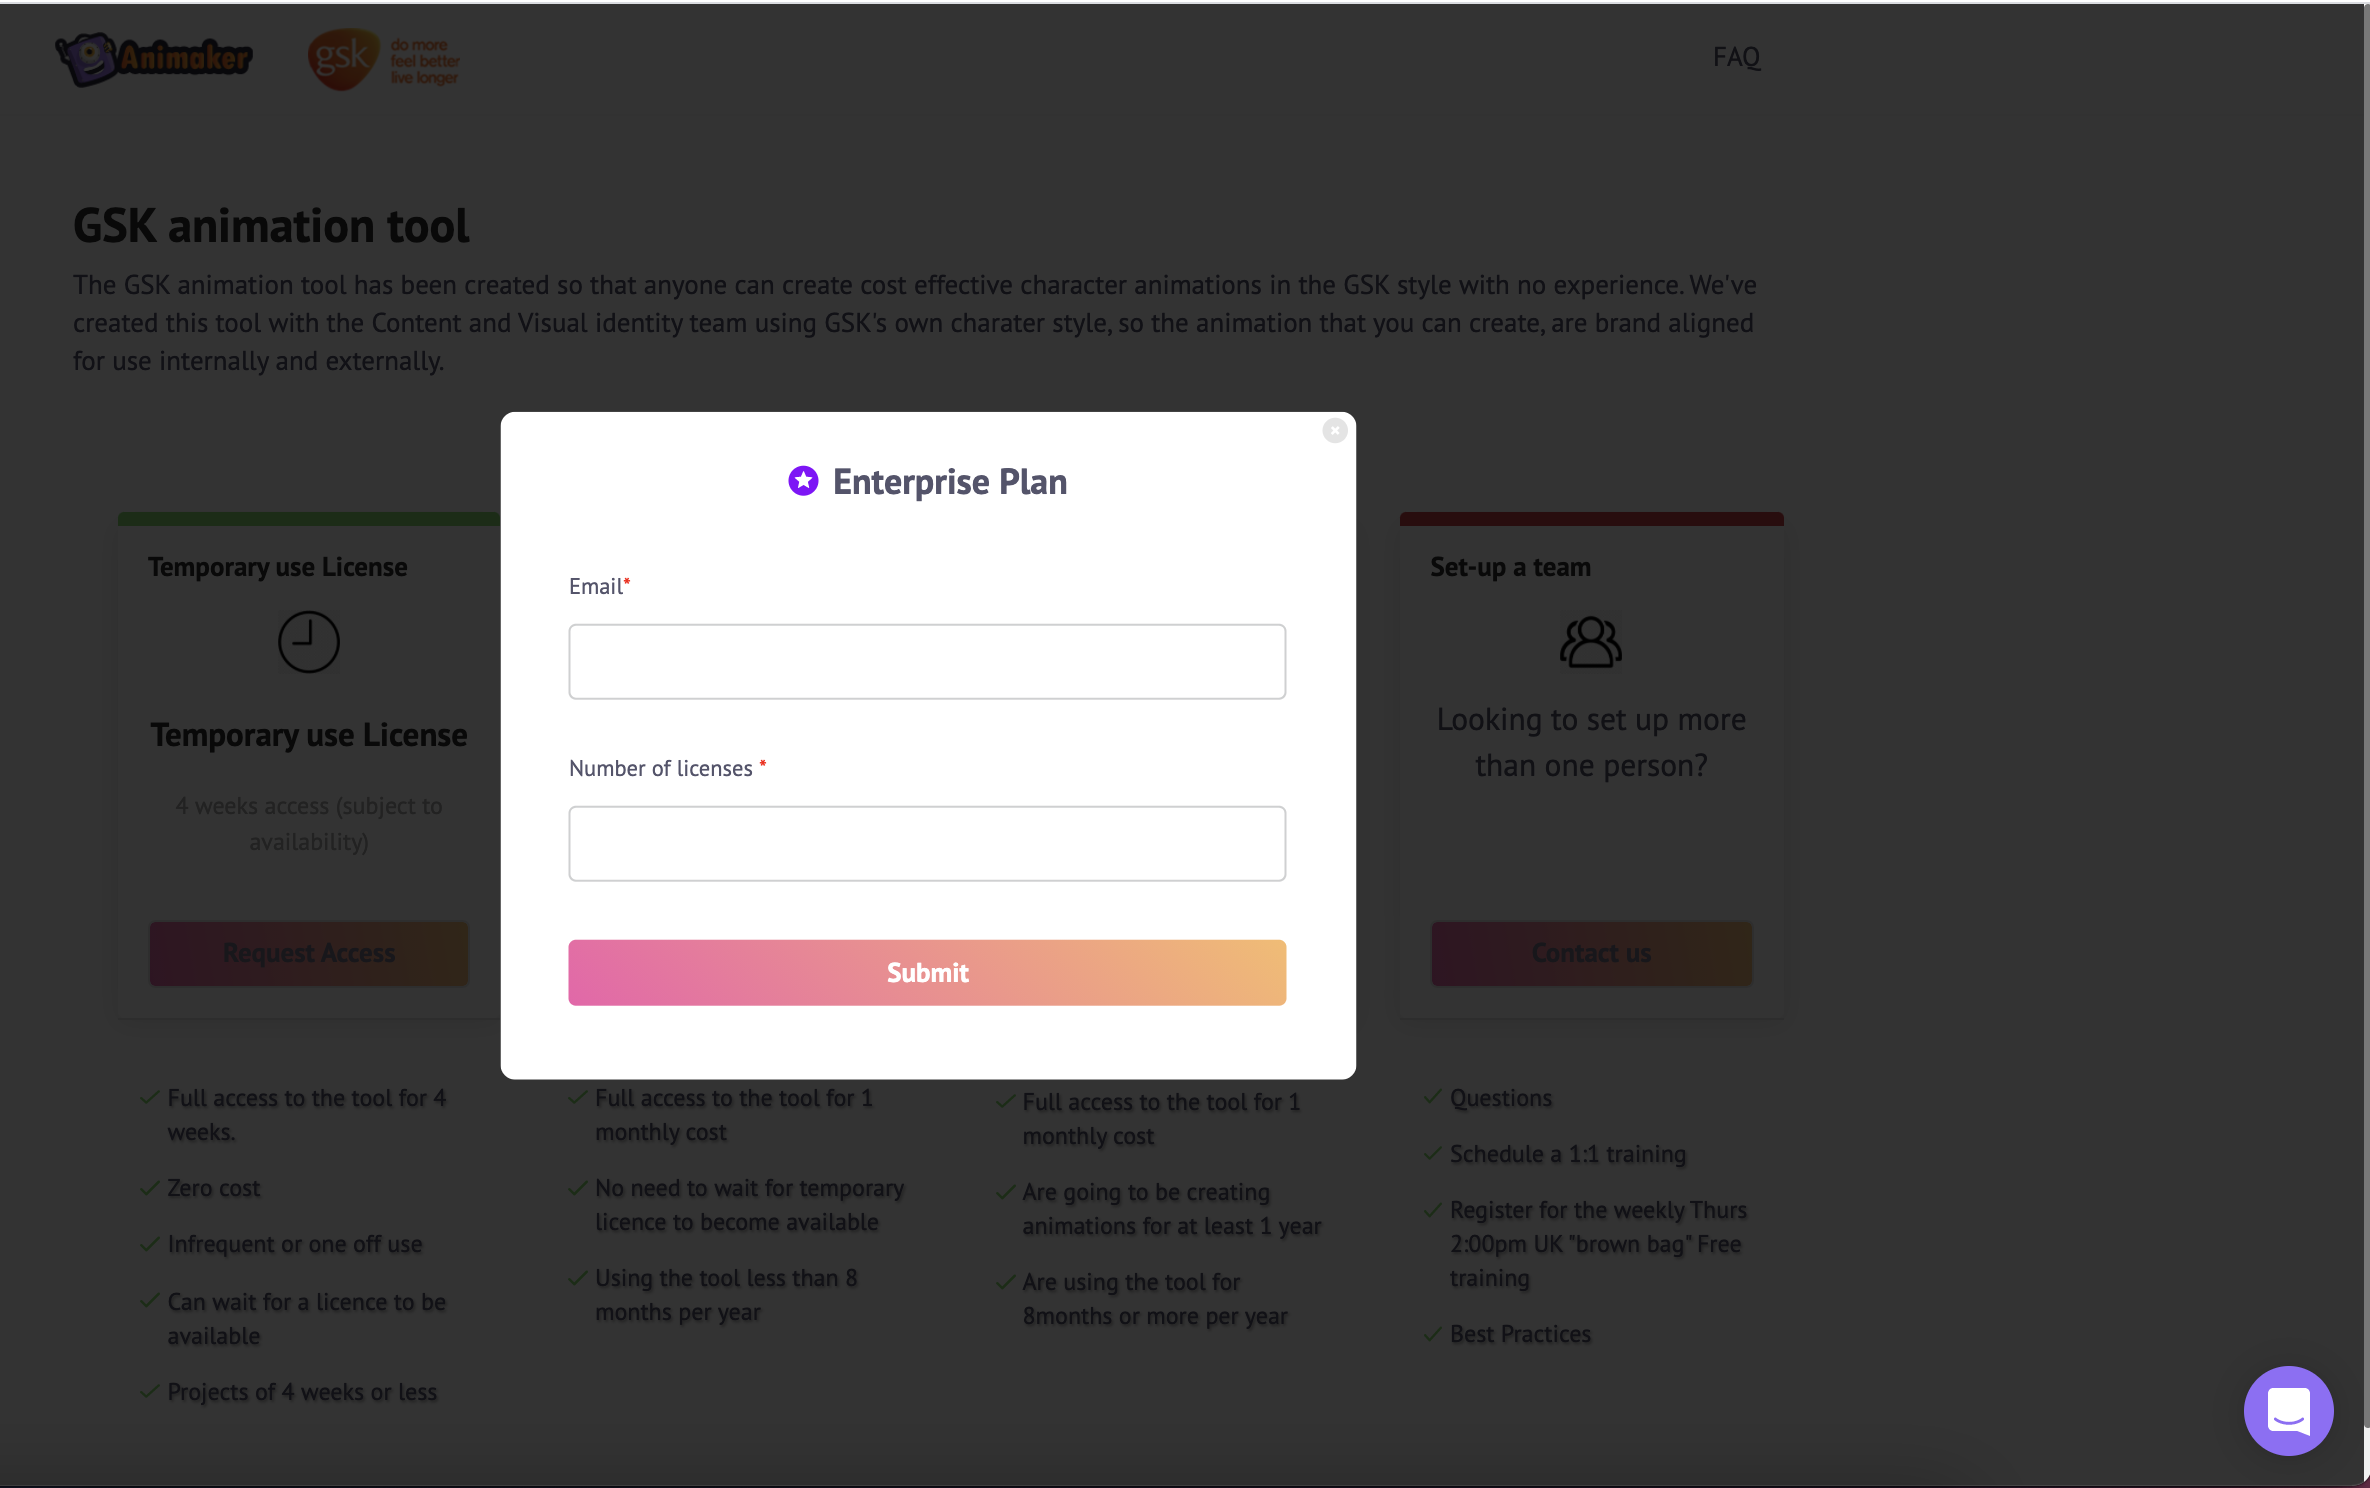 Animaker
gsk
do more
feel better
live longer
FAQ
GSK animation tool
The GSK animation tool has been created so that anyone can create cost effective character animations in the GSK style with no experience. We've
created this tool with the Content and Visual identity team using GSK's own charater style, so the animation that you can create, are brand aligned
for use internally and externally.
Enterprise Plan
Email*
Number of licenses *
Submit
Temporary use License
Temporary use License
4 weeks access (subject to
availability)
Request Access
Set-up a team
Looking to set up more
than one person?
Contact us
Full access to the tool for 4
weeks.
Zero cost
Infrequent or one off use
Can wait for a licence to be
available
Projects of 4 weeks or less
Full access to the tool for 1
monthly cost
No need to wait for temporary
licence to become available
Using the tool less than 8
months per year
Full access to the tool for 1
monthly cost
Are going to be creating
animations for at least 1 year
Are using the tool for
8months or more per year
Questions
Schedule a 1:1 training
Register for the weekly Thurs
2:00pm UK "brown bag" Free
training
Best Practices